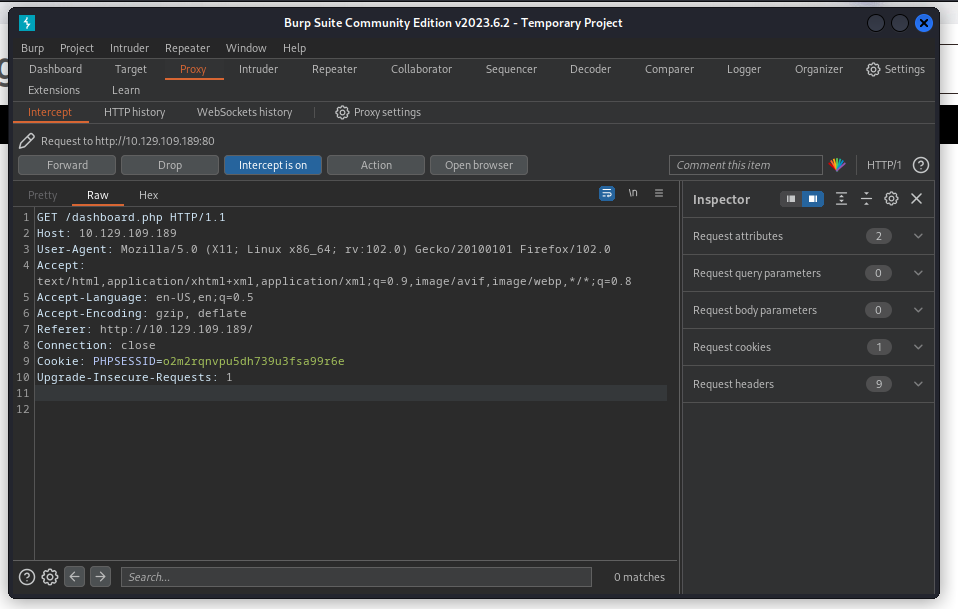 Burp Suite Community Edition v2023.6.2 - Temporary Project
Burp Project Intruder Repeater Window Help
Dashboard Target Proxy Intruder Repeater Collaborator Sequencer Decoder Comparer Logger Organizer Settings
Extensions Learn
Intercept HTTP history WebSockets history Proxy settings
Request to http://10.129.109.189:80
Forward Drop Intercept is on Action Open browser Comment this item HTTP/1 ?
Pretty Raw Hex \n
Inspector
1 GET /dashboard.php HTTP/1.1
2 Host: 10.129.109.189
3 User-Agent: Mozilla/5.0 (X11; Linux x86_64; rv:102.0) Gecko/20100101 Firefox/102.0
4 Accept:
text/html,application/xhtml+xml,application/xml;q=0.9,image/avif,image/webp,*/*;q=0.8
5 Accept-Language: en-US,en;q=0.5
6 Accept-Encoding: gzip, deflate
7 Referer: http://10.129.109.189/
8 Connection: close
9 Cookie: PHPSESSID=o2m2rqnvpu5dh739u3fsa99r6e
10 Upgrade-Insecure-Requests: 1
11
12
Request attributes 2
Request query parameters 0
Request body parameters 0
Request cookies 1
Request headers 9
? Search... 0 matches